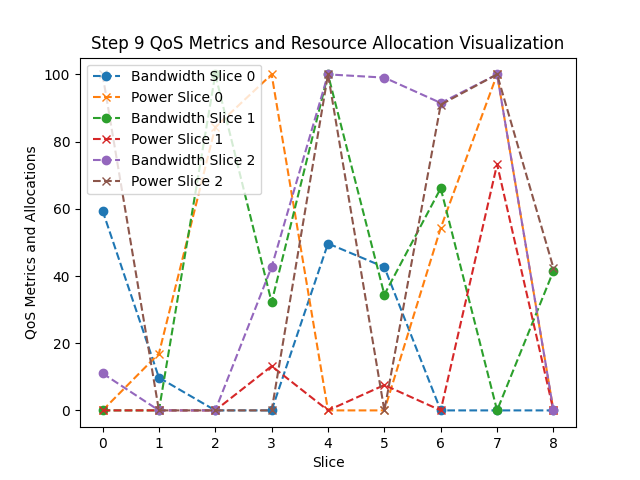 Step 9 QoS Metrics and Resource Allocation Visualization
QoS Metrics and Allocations
100
80
60
40
20
0
Bandwidth Slice 0
Power Slice 0
Bandwidth Slice 1
Power Slice 1
Bandwidth Slice 2
Power Slice 2
0 1 2 3 4 5 6 7 8
Slice